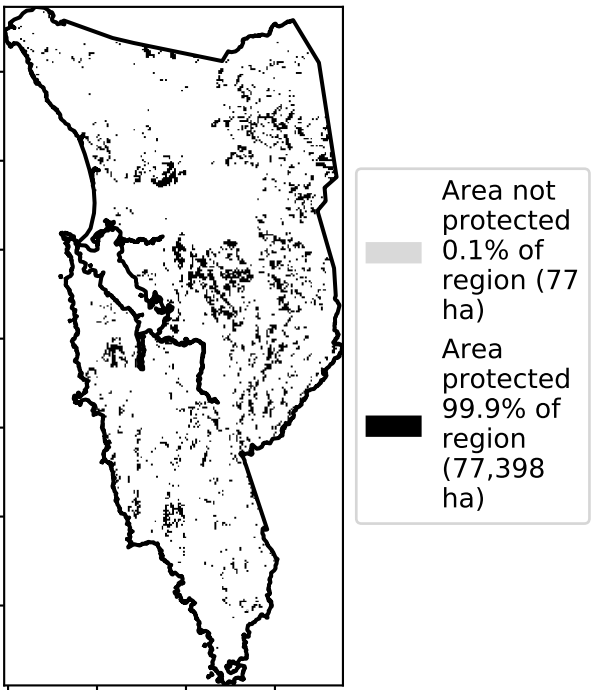 Area not
protected
0.1% of
region (77
ha)
Area
protected
99.9% of
region
(77,398
ha)